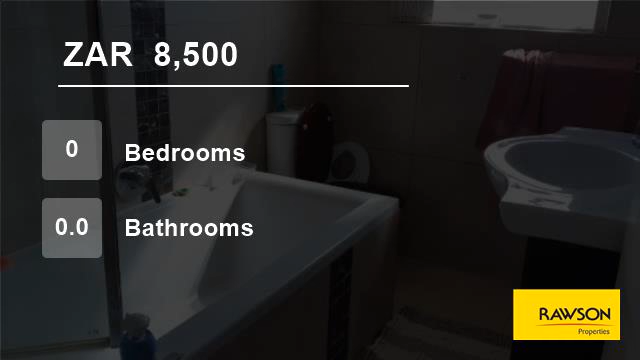 ZAR 8,500
0 Bedrooms
0.0 Bathrooms
RAWSON
Properties